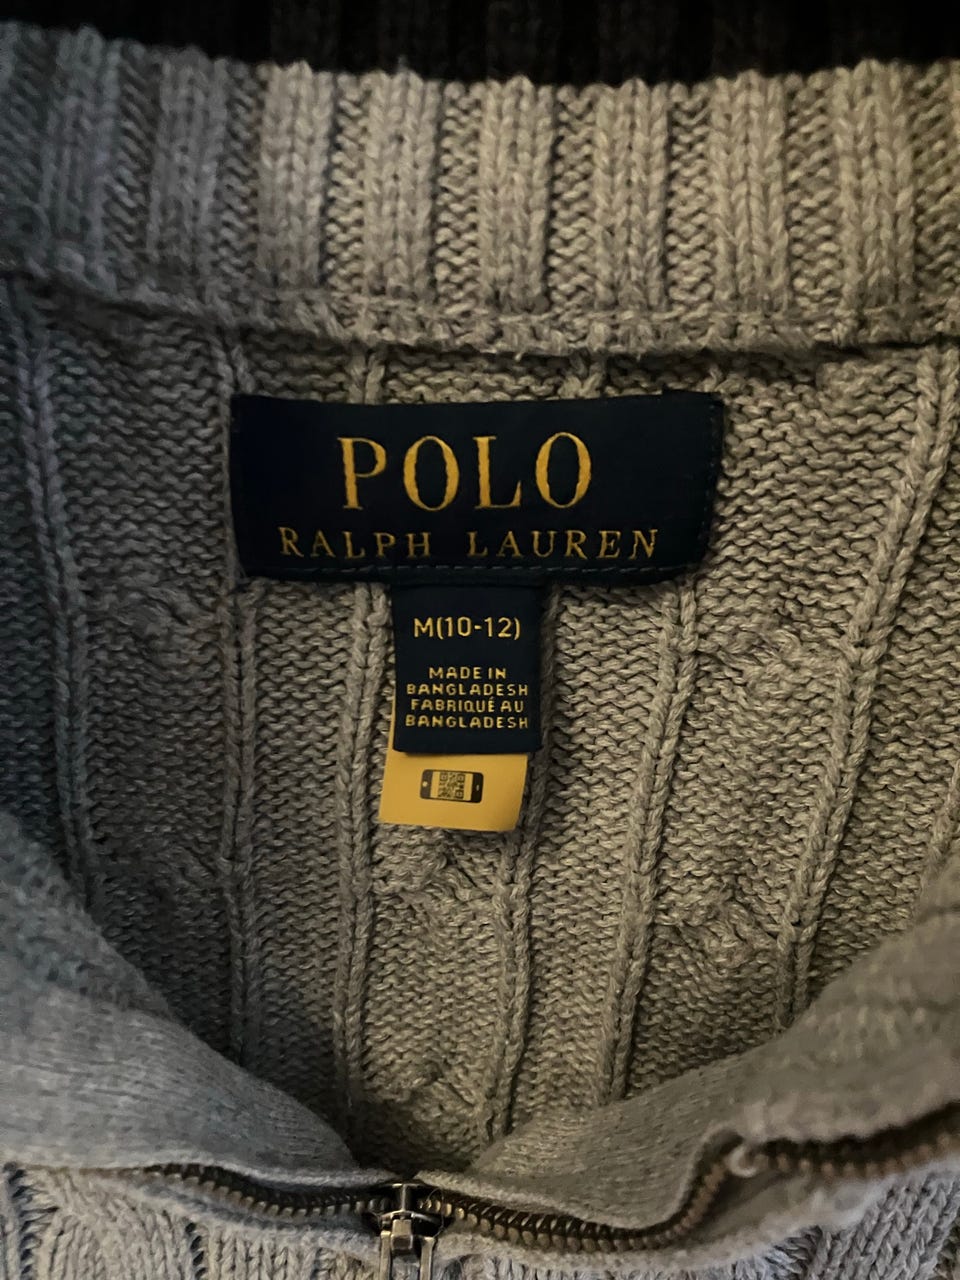 POLO
RALPH LAUREN
M(10-12)
MADE IN
BANGLADESH
FABRIQUÉ AU
BANGLADESH